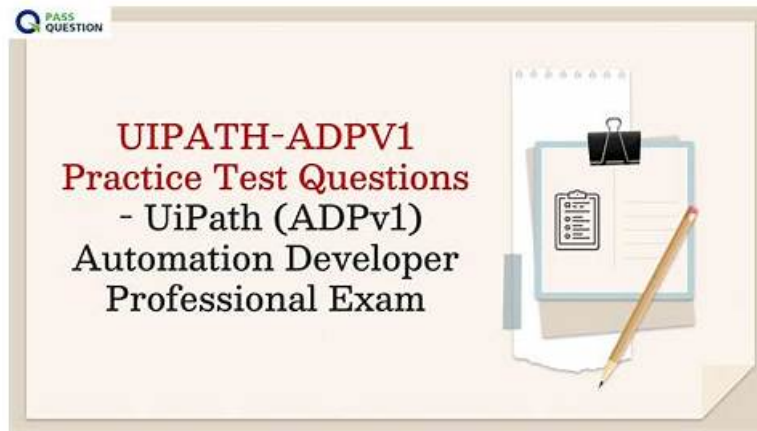 PASS
QUESTION
UIPATH-ADPV1
Practice Test Questions
- UiPath (ADPv1)
Automation Developer
Professional Exam